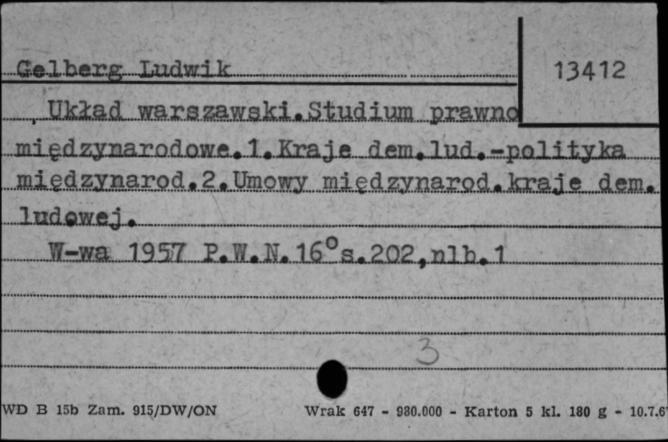 Gelberg Ludwik
13412
Układ warszawski.Studium prawno
międzynarodowe.1.Kraje dem.lud.-polityka
międzynarod.2.Umowy międzynarod.kraje dem.
ludowej.
W-wa 1957 P.W.N.16°s.202,nlb.1
3
WD B 15b Zam. 915/DW/ON Wrak 647 - 980.000 - Karton 5 kl. 180 g - 10.7.6